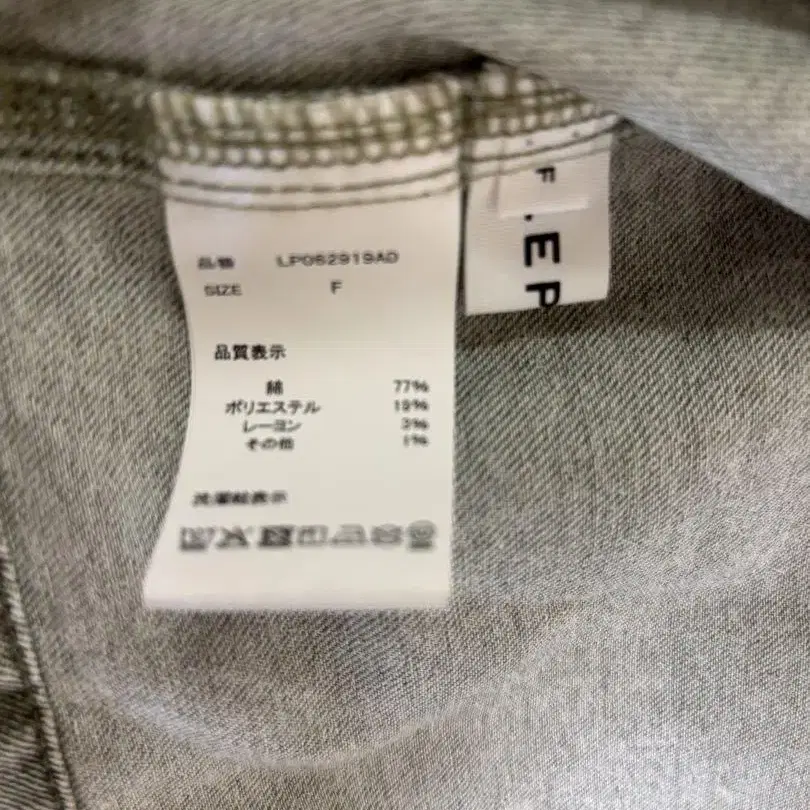 品番 LP062919AD
SIZE F
品質表示
綿 77%
ポリエステル 19%
レーヨン 3%
その他 1%
洗濯絵表示
F
.EP